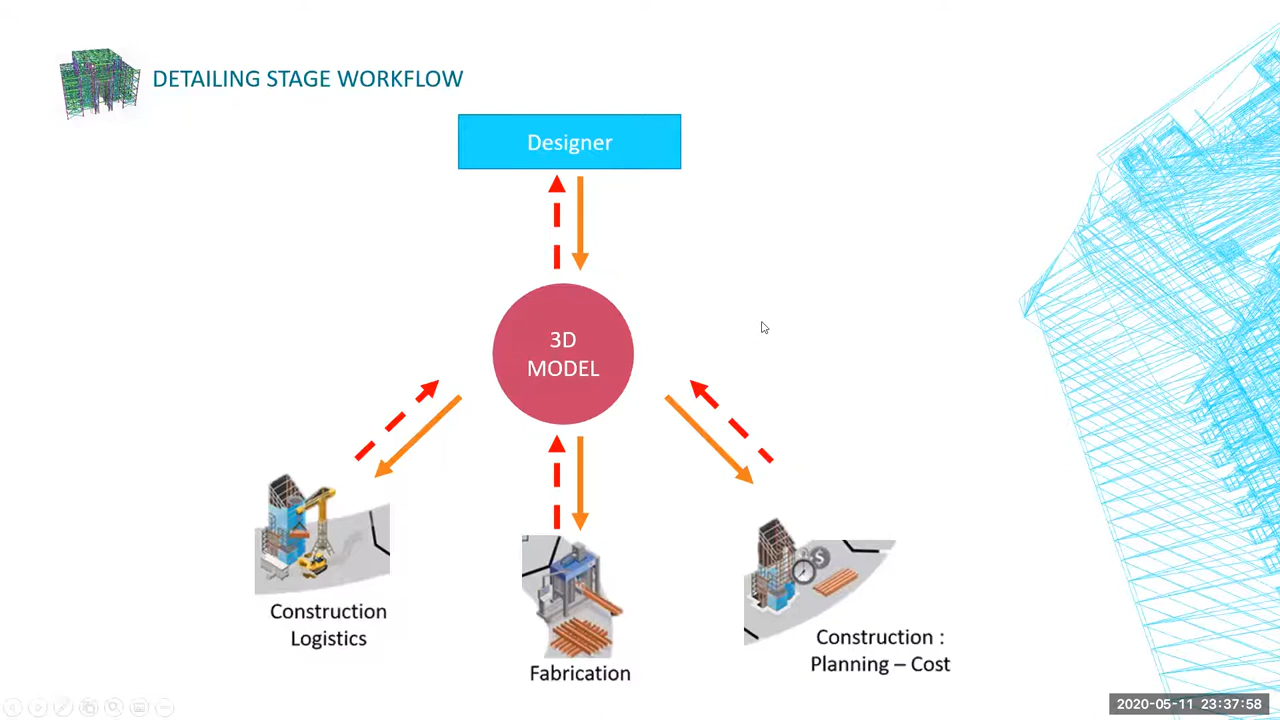 DETAILING STAGE WORKFLOW
Designer
3D
MODEL
Construction
Logistics
Fabrication
Construction :
Planning – Cost
$
2020-05-11 23:37:58